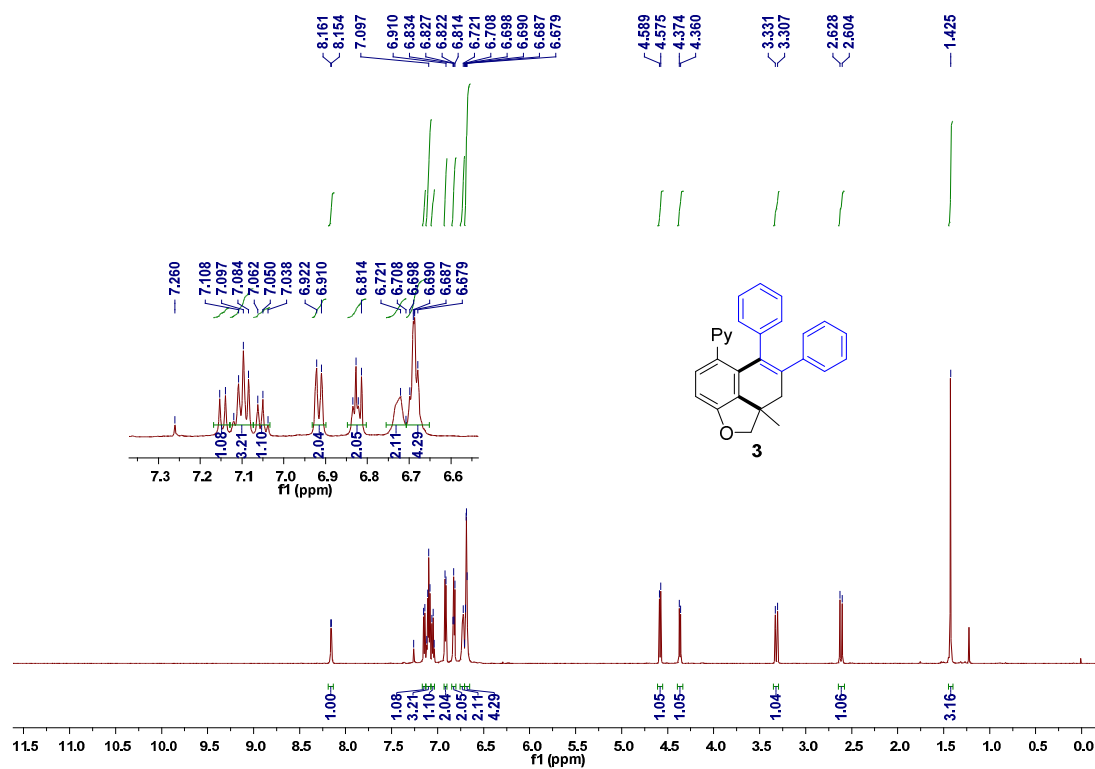 8.161 8.154 7.097 6.910 6.834 6.827 6.822 6.814 6.721 6.708 6.698 6.690 6.687 6.679 4.589 4.575 4.374 4.360 3.331 3.307 2.628 2.604 1.425
7.260 7.108 7.097 7.084 7.062 7.050 7.038 6.922 6.910 6.814 6.721 6.708 6.698 6.690 6.687 6.679
Py
O
3
1.08 3.21 1.10 2.04 2.05 2.11 4.29
7.3 7.2 7.1 7.0 6.9 6.8 6.7 6.6
f1 (ppm)
1.00 1.08 3.21 1.10 2.04 2.05 2.11 4.29 1.05 1.05 1.04 1.06 3.16
11.5 11.0 10.5 10.0 9.5 9.0 8.5 8.0 7.5 7.0 6.5 6.0 5.5 5.0 4.5 4.0 3.5 3.0 2.5 2.0 1.5 1.0 0.5 0.0
f1 (ppm)